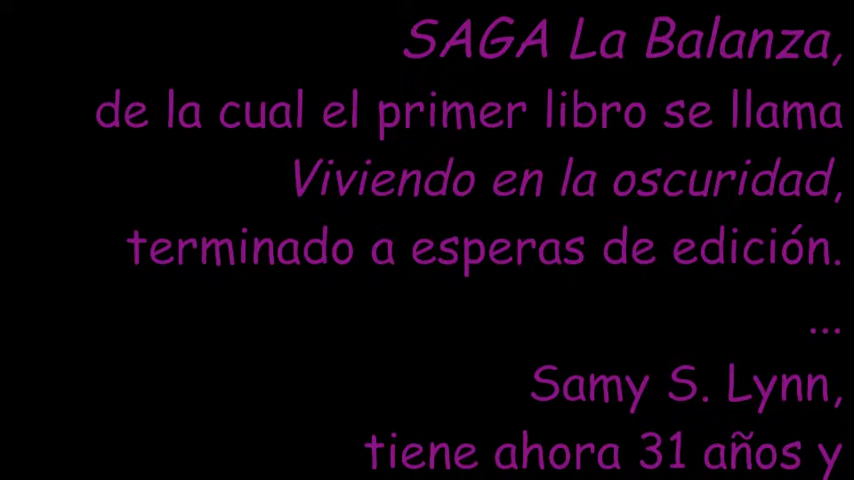 SAGA La Balanza,
de la cual el primer libro se llama
Viviendo en la oscuridad,
terminado a esperas de edición.
...
Samy S. Lynn,
tiene ahora 31 años y